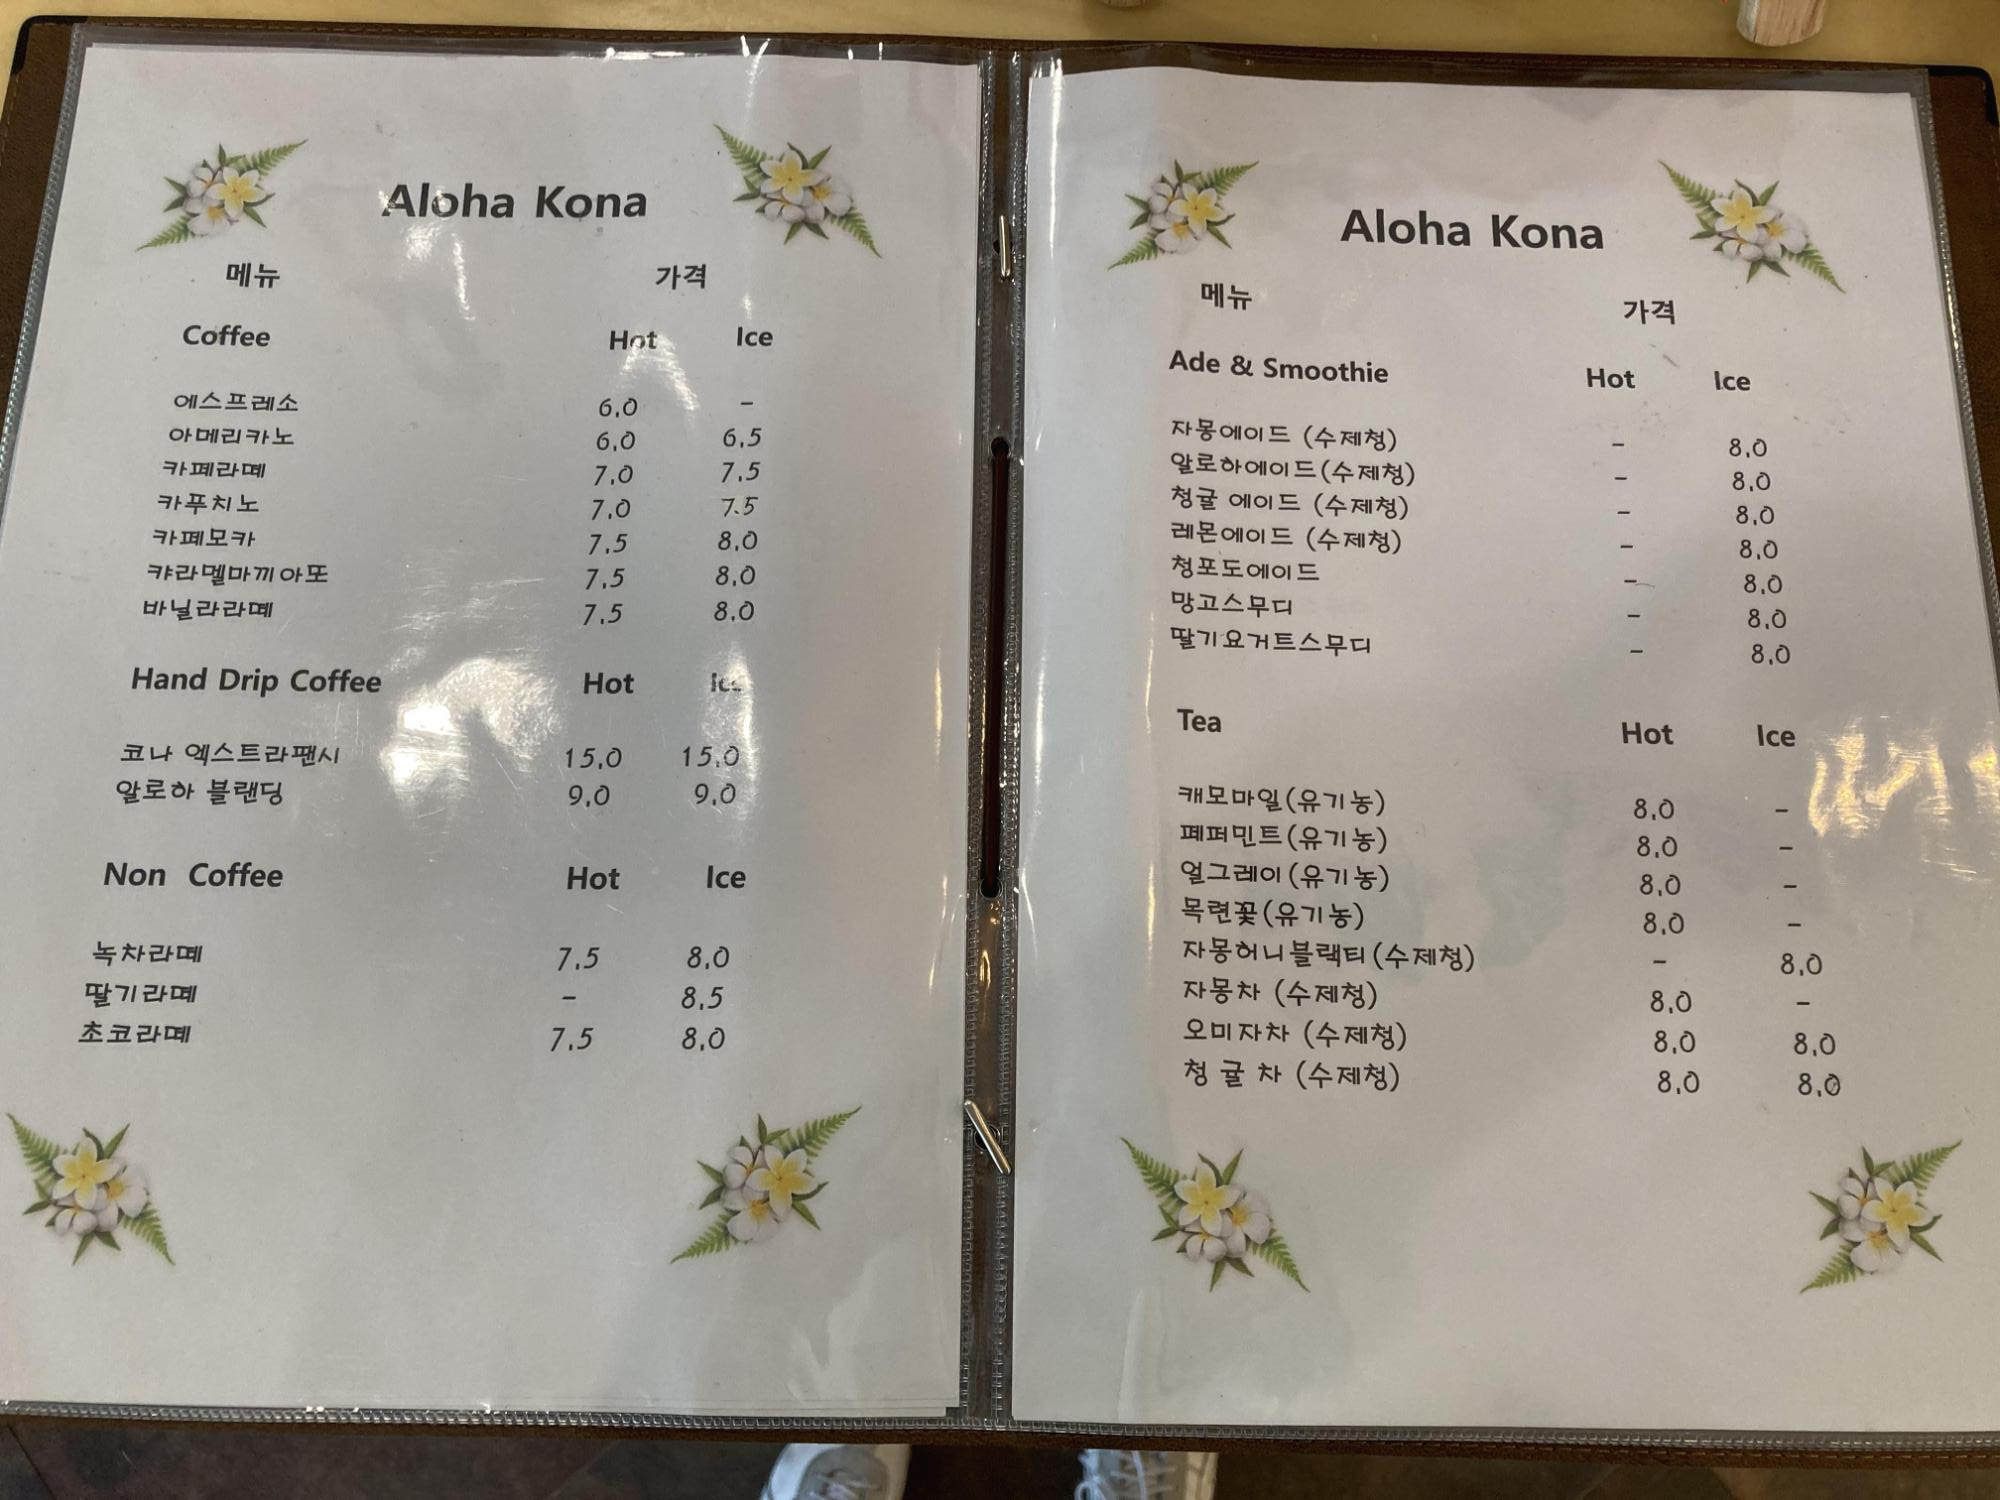 Aloha Kona
메뉴 가격
Coffee Hot Ice
에스프레소 6.0 –
아메리카노 6.0 6.5
카페라떼 7.0 7.5
카푸치노 7.0 7.5
카페모카 7.5 8.0
캬라멜마끼아또 7.5 8.0
바닐라라떼 7.5 8.0
Hand Drip Coffee Hot Ice
코나 엑스트라팬시 15.0 15.0
알로하 블랜딩 9.0 9.0
Non Coffee Hot Ice
녹차라떼 7.5 8.0
딸기라떼 – 8.5
초코라떼 7.5 8.0
Aloha Kona
메뉴 가격
Ade & Smoothie Hot Ice
자몽에이드 (수제청) – 8.0
알로하에이드(수제청) – 8.0
청귤 에이드 (수제청) – 8.0
레몬에이드 (수제청) – 8.0
청포도에이드 – 8.0
망고스무디 – 8.0
딸기요거트스무디 – 8.0
Tea Hot Ice
캐모마일(유기농) 8.0 –
페퍼민트(유기농) 8.0 –
얼그레이(유기농) 8.0 –
목련꽃(유기농) 8.0 –
자몽허니블랙티(수제청) – 8.0
자몽차 (수제청) 8.0 –
오미자차 (수제청) 8.0 8.0
청 귤 차 (수제청) 8.0 8.0